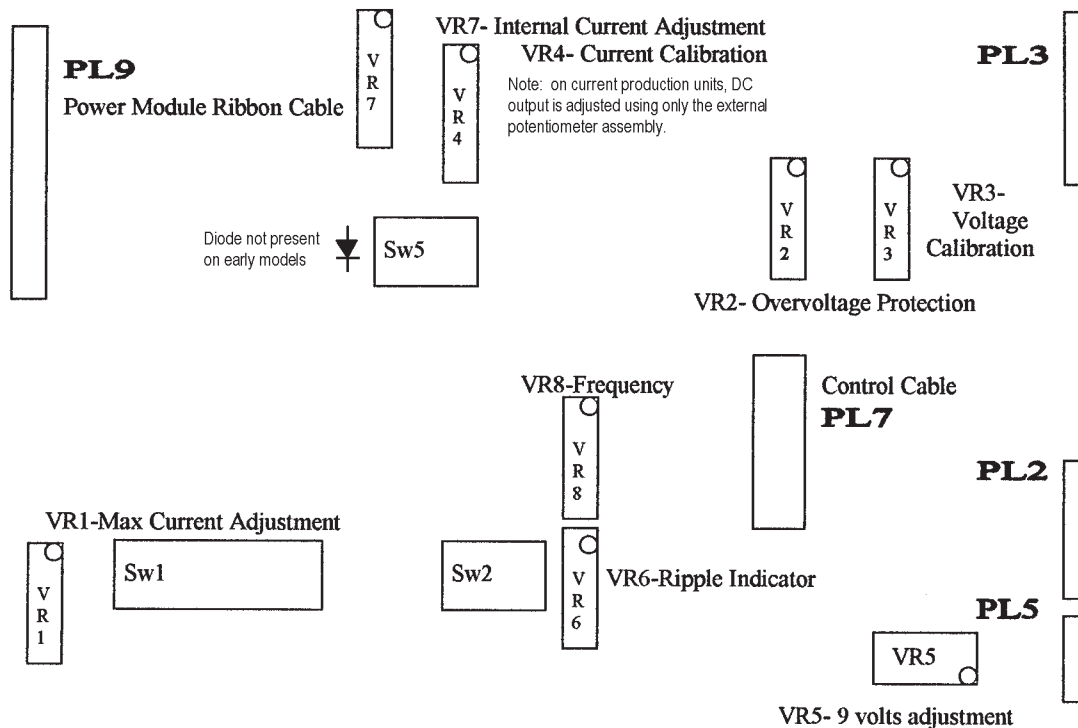 VR7- Internal Current Adjustment
VR4- Current Calibration
Note: on current production units, DC
output is adjusted using only the external
potentiometer assembly.
PL9
Power Module Ribbon Cable
V
R
7
V
R
4
PL3
Diode not present
on early models
Sw5
V
R
2
V
R
3
VR3-
Voltage
Calibration
VR2- Overvoltage Protection
VR8-Frequency
V
R
8
Control Cable
PL7
PL2
VR1-Max Current Adjustment
V
R
1
Sw1
Sw2
V
R
6
VR6-Ripple Indicator
PL5
VR5
VR5- 9 volts adjustment